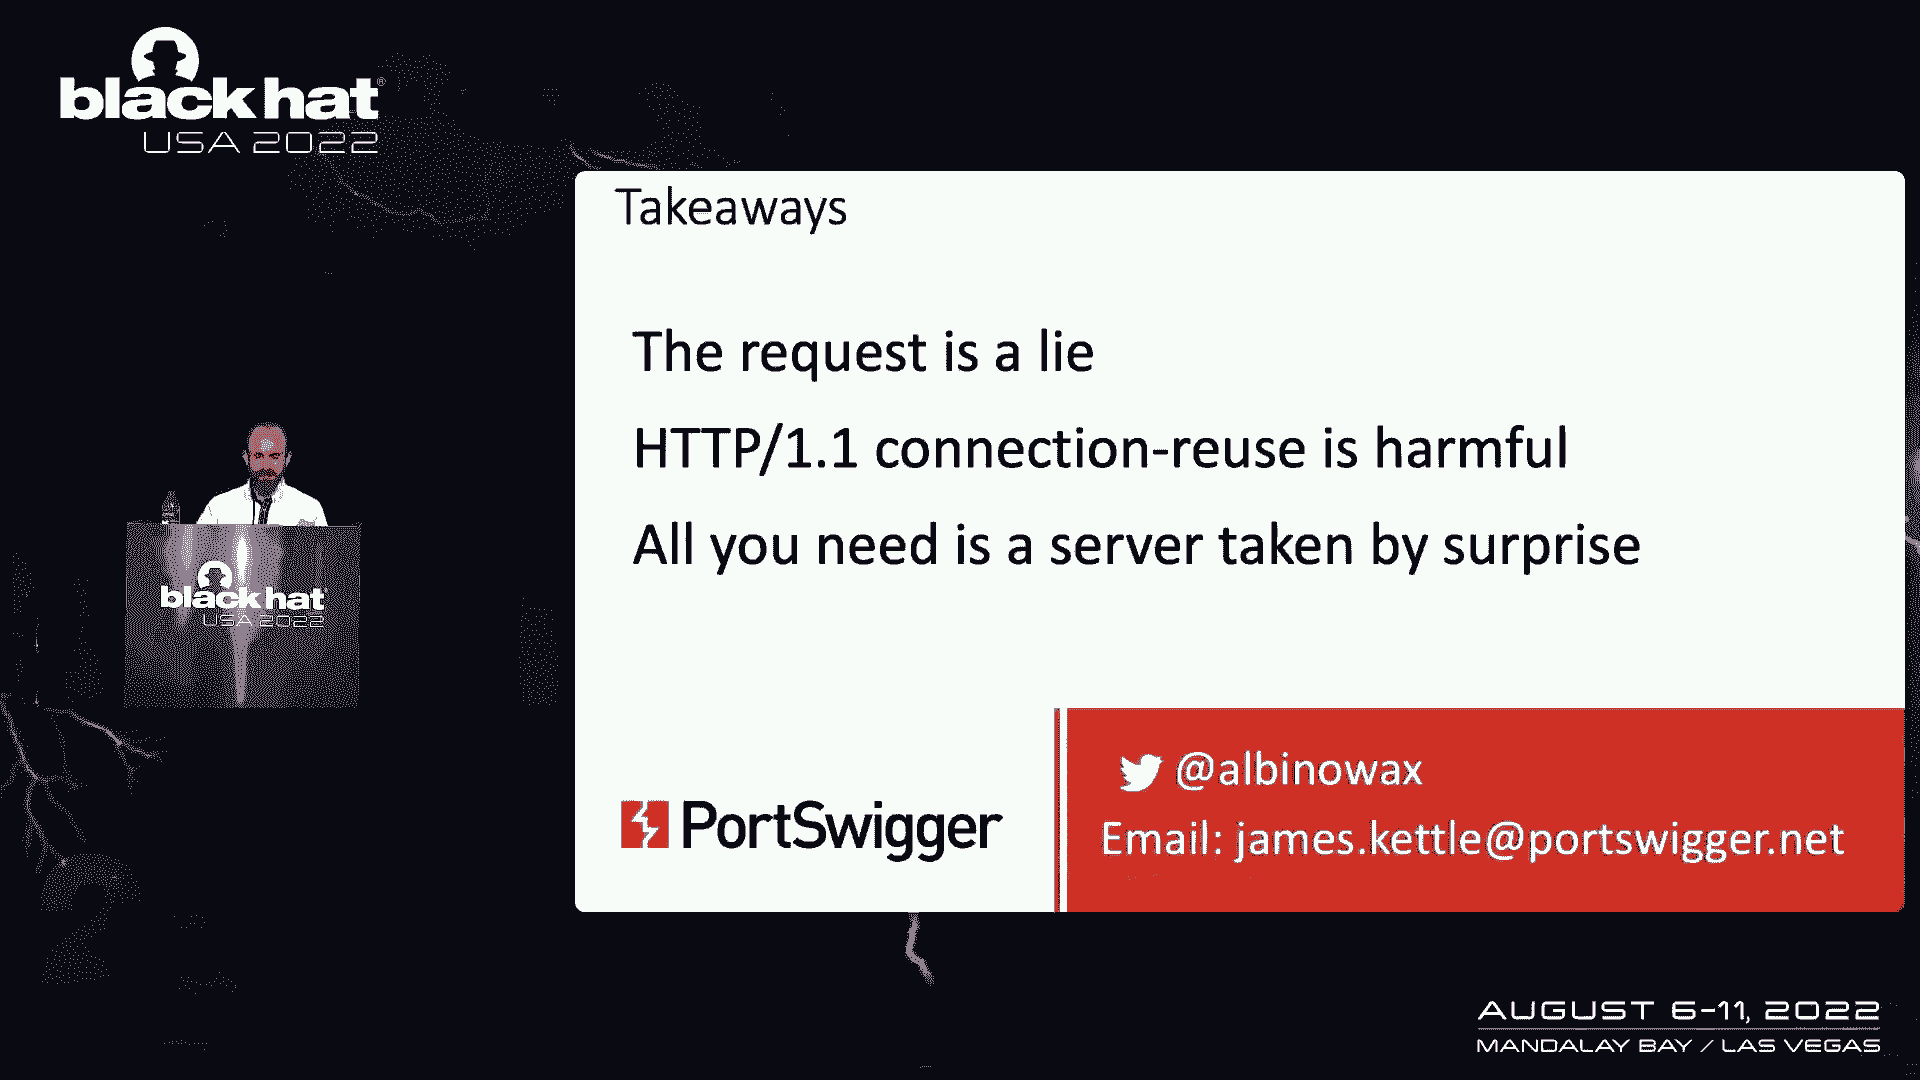 black hat®
USA 2022
Takeaways
The request is a lie
HTTP/1.1 connection-reuse is harmful
All you need is a server taken by surprise
black hat
USA 2022
PortSwigger
@albinowax
Email: james.kettle@portswigger.net
AUGUST 6-11, 2022
MANDALAY BAY / LAS VEGAS